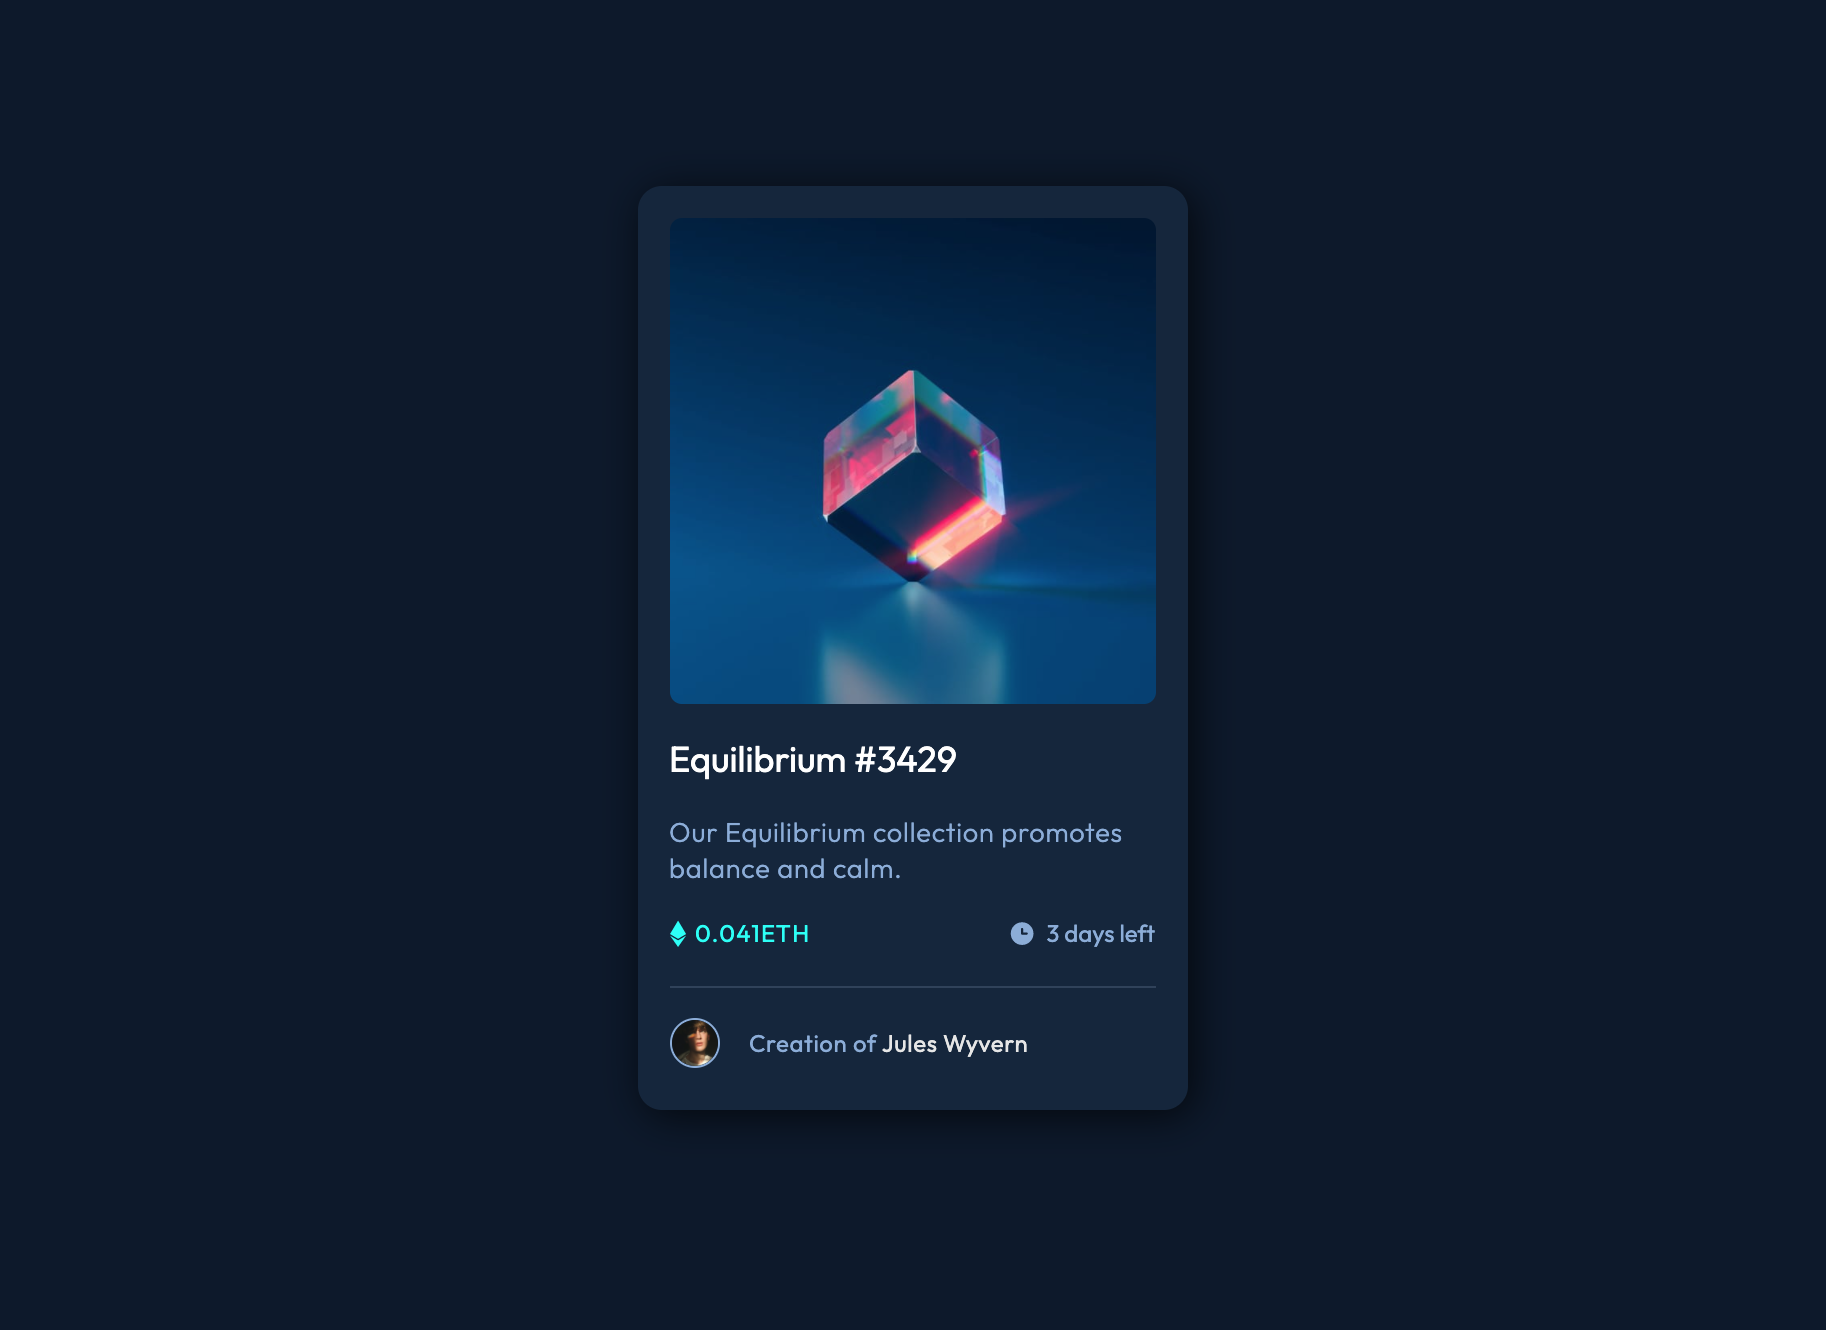 Equilibrium #3429
Our Equilibrium collection promotes
balance and calm.
0.041ETH
3 days left
Creation of Jules Wyvern